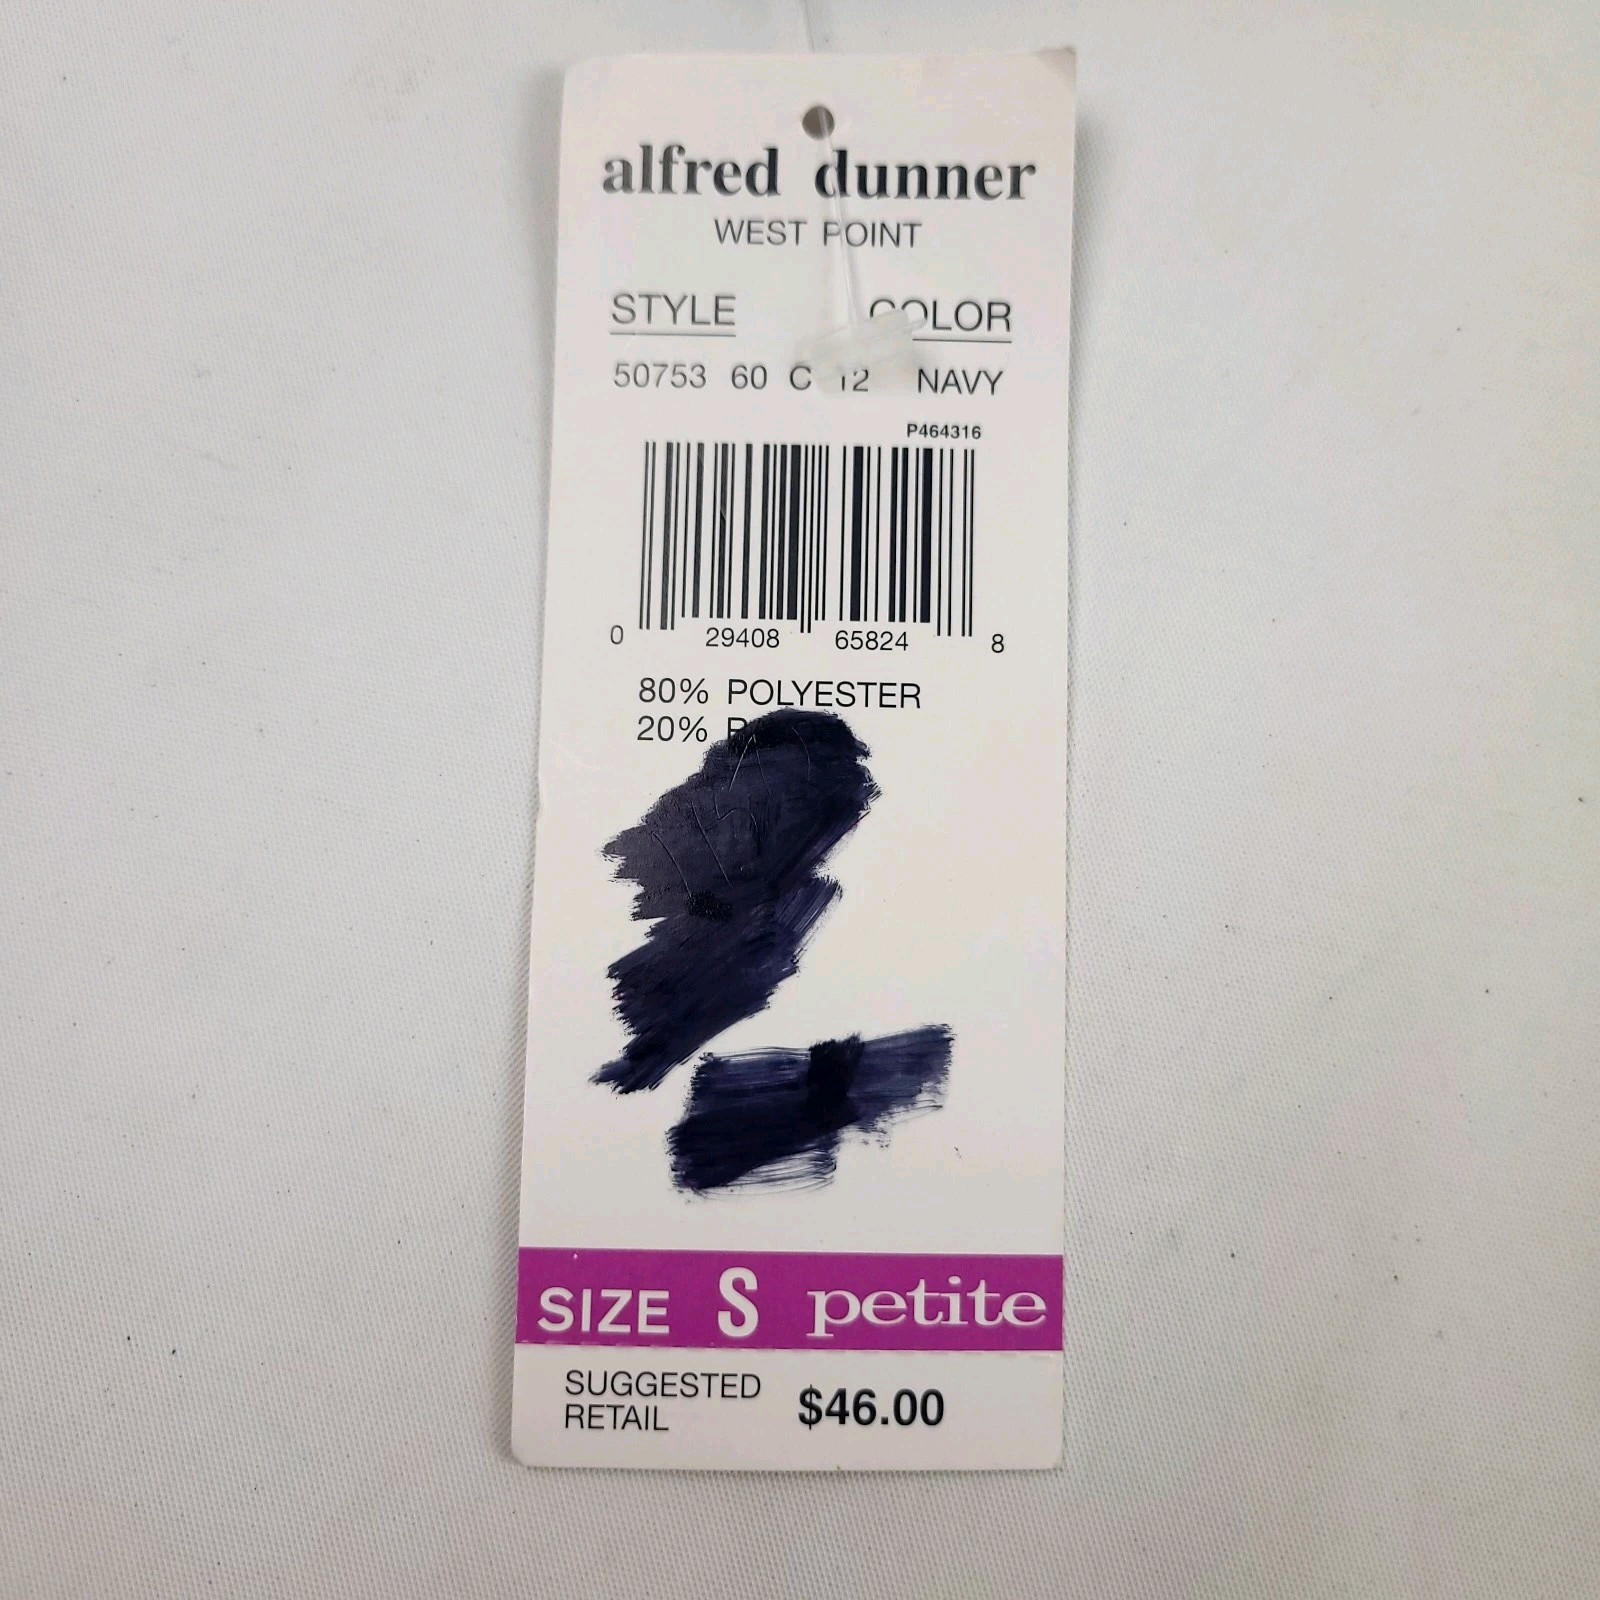 alfred dunner
WEST POINT
STYLE COLOR
50753 60 C 12 NAVY
P464316
0 29408 65824 8
80% POLYESTER
20%
SIZE S petite
SUGGESTED
RETAIL $46.00